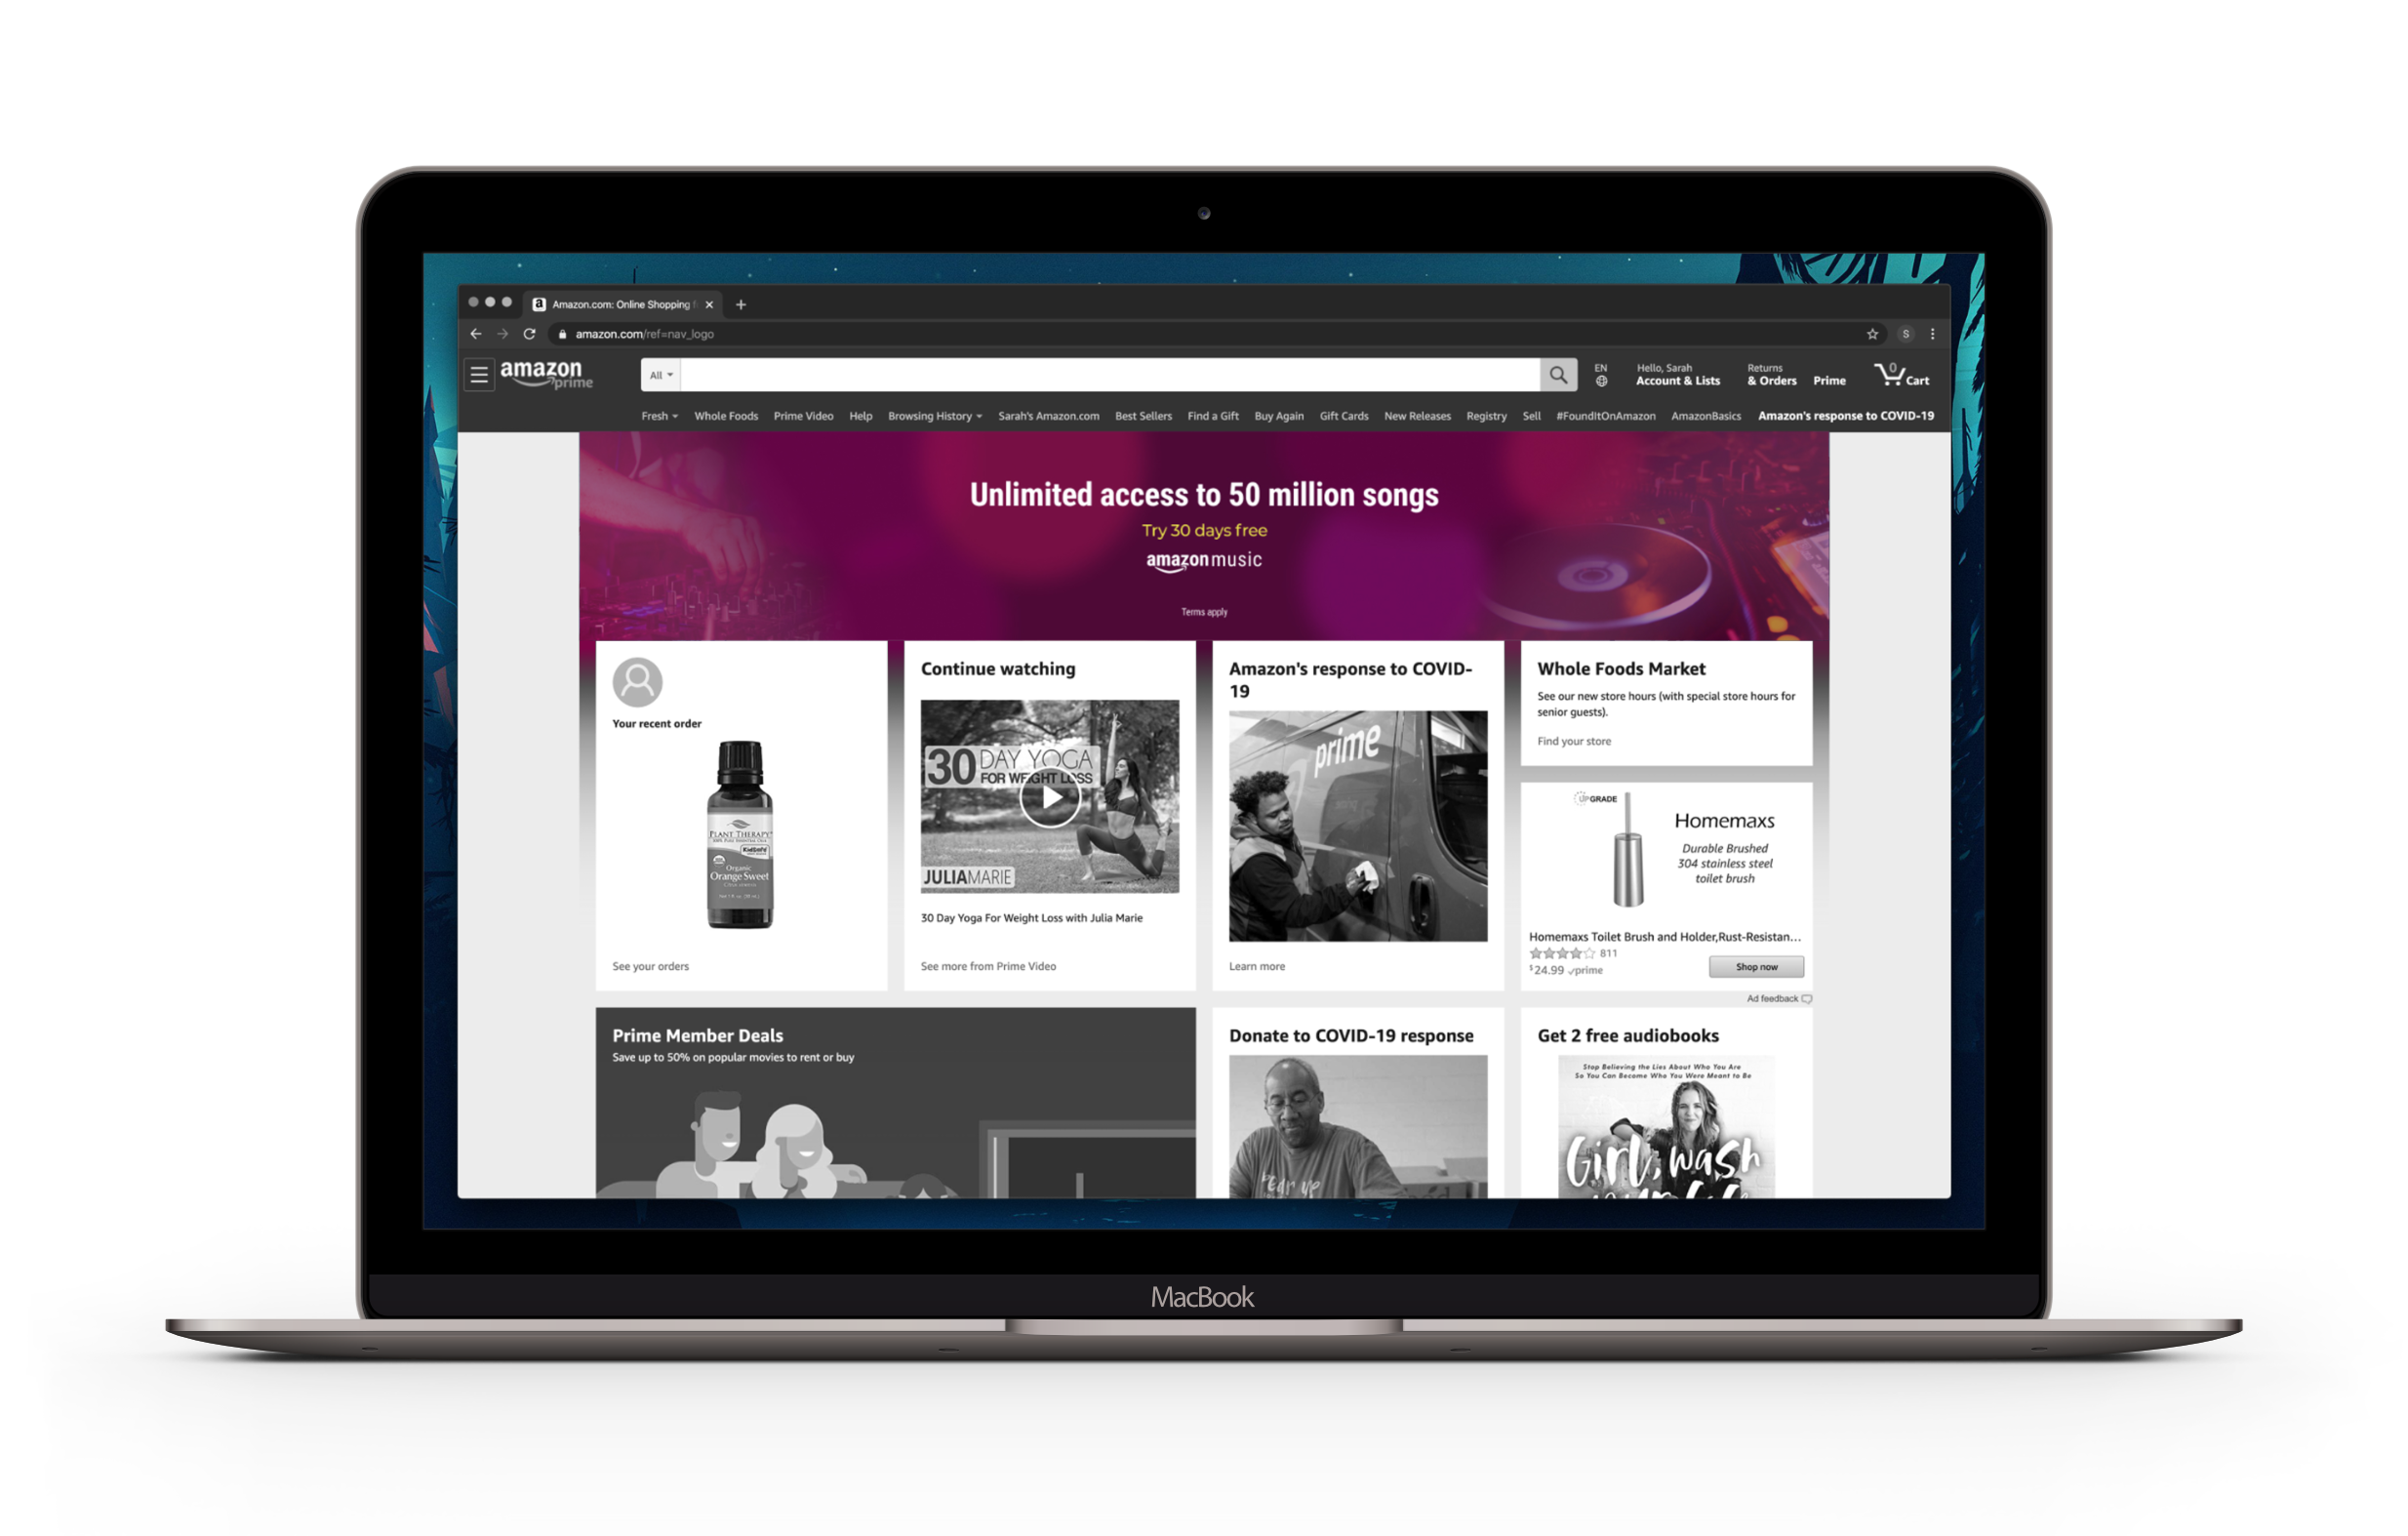 Amazon.com: Online Shopping f
amazon.com/ref=nav_logo
S
amazon
prime
All
EN
Hello, Sarah
Account & Lists
Returns
& Orders
Prime
0
Cart
Fresh Whole Foods Prime Video Help Browsing History Sarah's Amazon.com Best Sellers Find a Gift Buy Again Gift Cards New Releases Registry Sell #FoundItOnAmazon AmazonBasics Amazon's response to COVID-19
Unlimited access to 50 million songs
Try 30 days free
amazon music
Terms apply
Your recent order
PLANT THERAPY
100% PURE ESSENTIAL OILS
KidSafe
Organic
Orange Sweet
See your orders
Continue watching
30 DAY YOGA
FOR WEIGHT LOSS
JULIAMARIE
30 Day Yoga For Weight Loss with Julia Marie
See more from Prime Video
Amazon's response to COVID-
19
prime
Learn more
Whole Foods Market
See our new store hours (with special store hours for
senior guests).
Find your store
UPGRADE
Homemaxs
Durable Brushed
304 stainless steel
toilet brush
Homemaxs Toilet Brush and Holder,Rust-Resistan...
811
$24.99 prime
Shop now
Ad feedback
Prime Member Deals
Save up to 50% on popular movies to rent or buy
Donate to COVID-19 response
bear up
Get 2 free audiobooks
Stop Believing the Lies About Who You Are
So You Can Become Who You Were Meant to Be
Girl, wash
MacBook